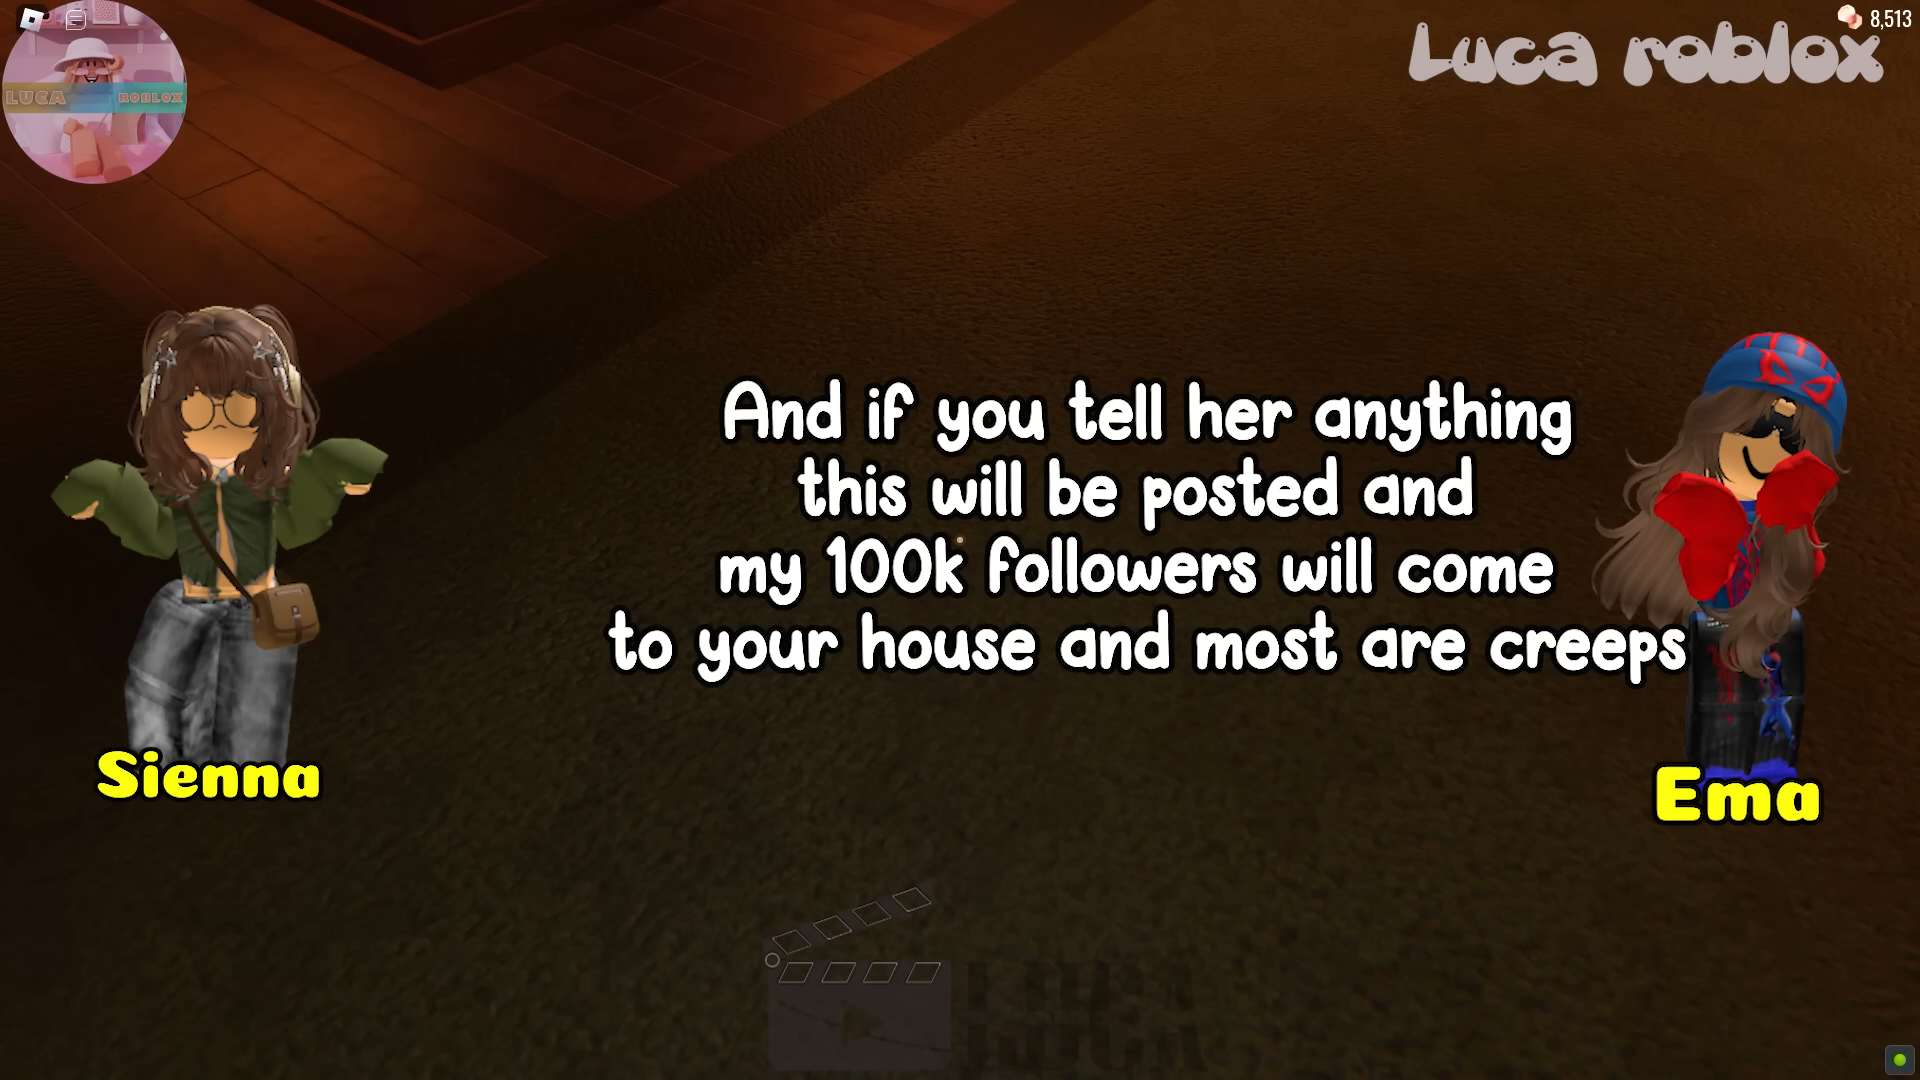 8,513
Luca roblox
LUCA ROBLOX
And if you tell her anything
this will be posted and
my 100k followers will come
to your house and most are creeps
Sienna
Ema